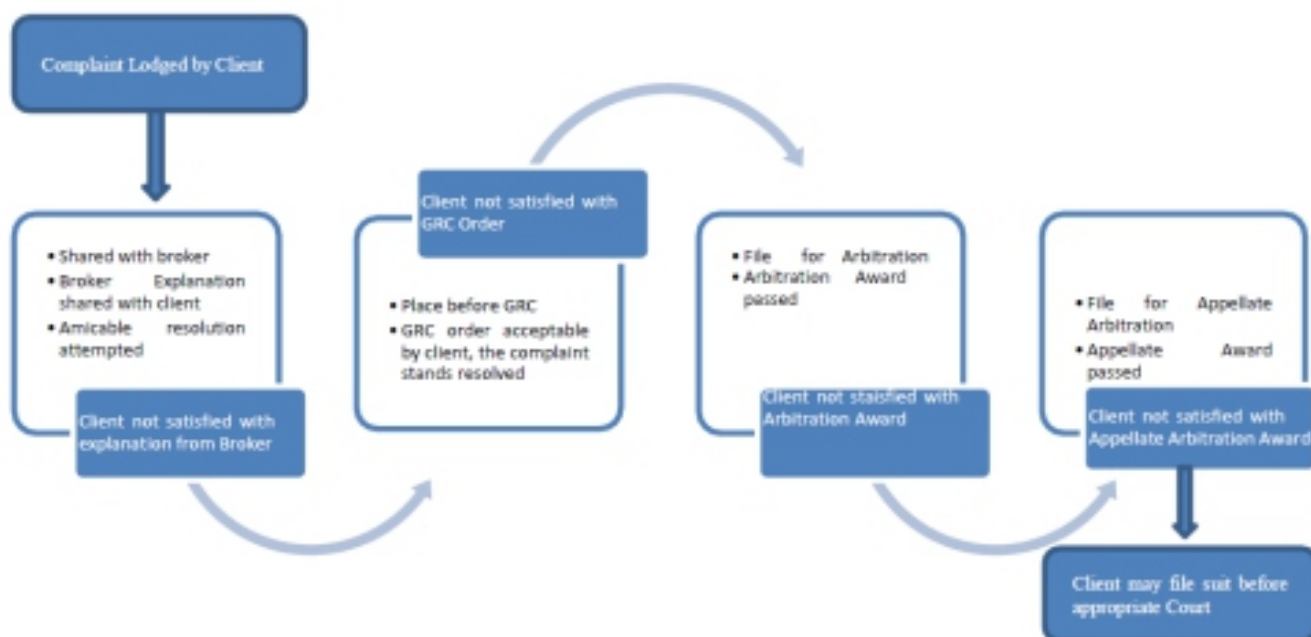 Complaint Lodged by Client
• Shared with broker
• Broker Explanation
shared with client
• Amicable resolution
attempted
Client not satisfied with
explanation from Broker
Client not satisfied with
GRC Order
• Place before GRC
• GRC order acceptable
by client, the complaint
stands resolved
• File for Arbitration
• Arbitration Award
passed
Client not staisfied with
Arbitration Award
• File for Appellate
Arbitration
• Appellate Award
passed
Client not satisfied with
Appellate Arbitration Award
Client may file suit before
appropriate Court